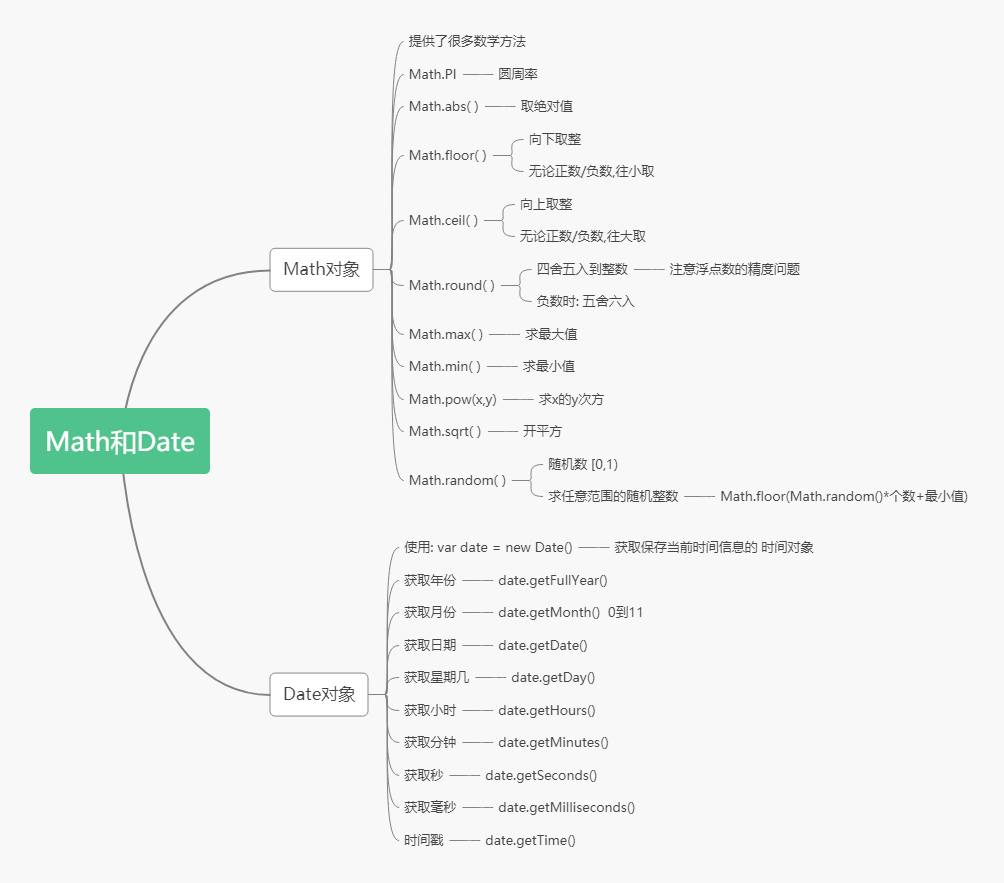 Math和Date
Math对象
提供了很多数学方法
Math.PI 圆周率
Math.abs( ) 取绝对值
Math.floor( )
向下取整
无论正数/负数,往小取
Math.ceil( )
向上取整
无论正数/负数,往大取
Math.round( )
四舍五入到整数 注意浮点数的精度问题
负数时: 五舍六入
Math.max( ) 求最大值
Math.min( ) 求最小值
Math.pow(x,y) 求x的y次方
Math.sqrt( ) 开平方
Math.random( )
随机数 [0,1)
求任意范围的随机整数 Math.floor(Math.random()*个数+最小值)
Date对象
使用: var date = new Date() 获取保存当前时间信息的 时间对象
获取年份 date.getFullYear()
获取月份 date.getMonth() 0到11
获取日期 date.getDate()
获取星期几 date.getDay()
获取小时 date.getHours()
获取分钟 date.getMinutes()
获取秒 date.getSeconds()
获取毫秒 date.getMilliseconds()
时间戳 date.getTime()